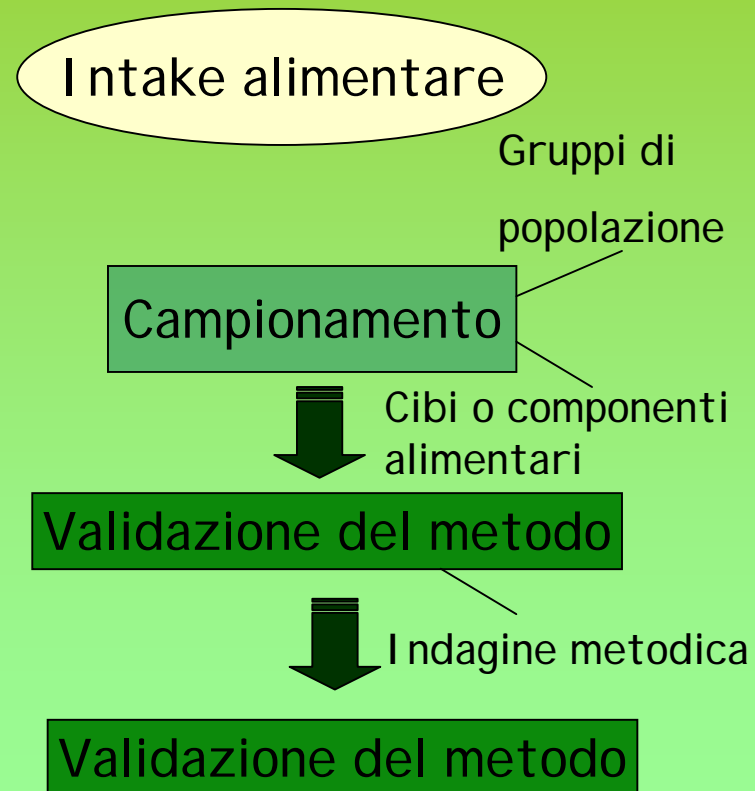 Intake alimentare
Gruppi di
popolazione
Campionamento
Cibi o componenti
alimentari
Validazione del metodo
Indagine metodica
Validazione del metodo